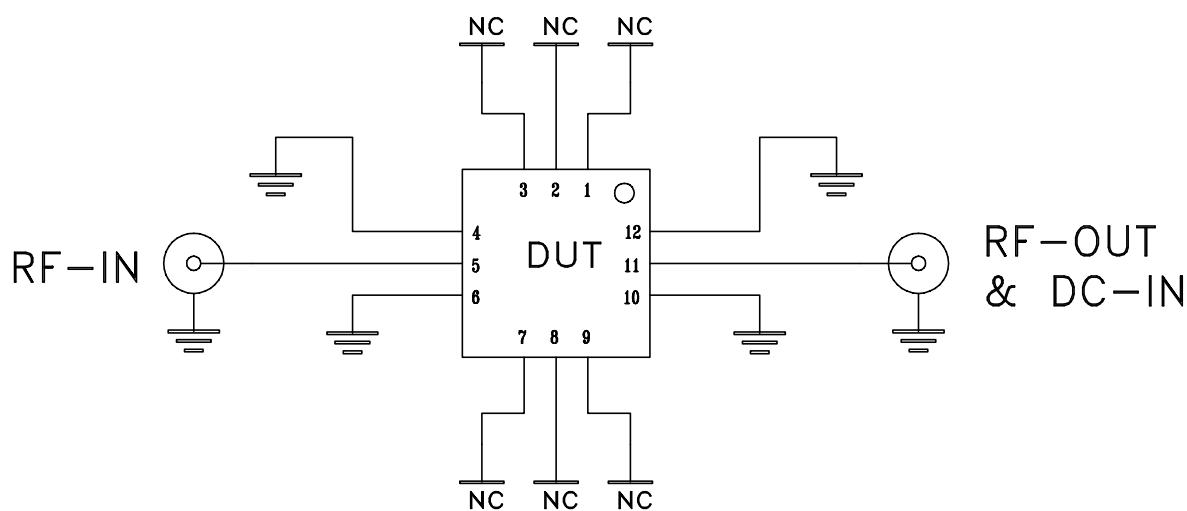 NC NC NC
3 2 1
4 12
RF-IN 5 DUT 11 RF-OUT
& DC-IN
6 10
7 8 9
NC NC NC